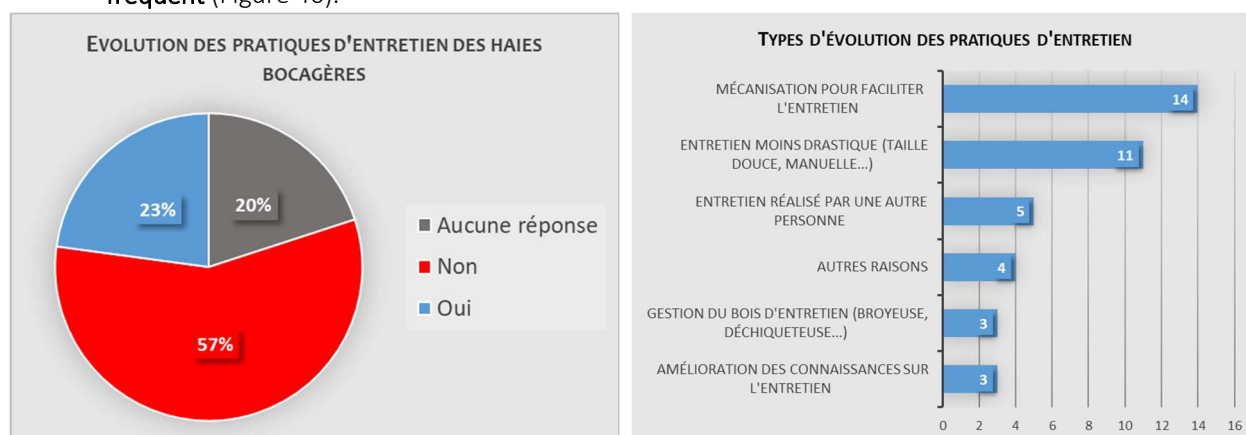 fréquent (Figure 40).
EVOLUTION DES PRATIQUES D'ENTRETIEN DES HAIES
BOCAGÈRES
23%
20%
57%
Aucune réponse
Non
Oui
TYPES D'ÉVOLUTION DES PRATIQUES D'ENTRETIEN
MÉCANISATION POUR FACILITER
L'ENTRETIEN
14
ENTRETIEN MOINS DRASTIQUE (TAILLE
DOUCE, MANUELLE...)
11
ENTRETIEN RÉALISÉ PAR UNE AUTRE
PERSONNE
5
AUTRES RAISONS
4
GESTION DU BOIS D'ENTRETIEN (BROYEUSE,
DÉCHIQUETEUSE...)
3
AMÉLIORATION DES CONNAISSANCES SUR
L'ENTRETIEN
3
0 2 4 6 8 10 12 14 16